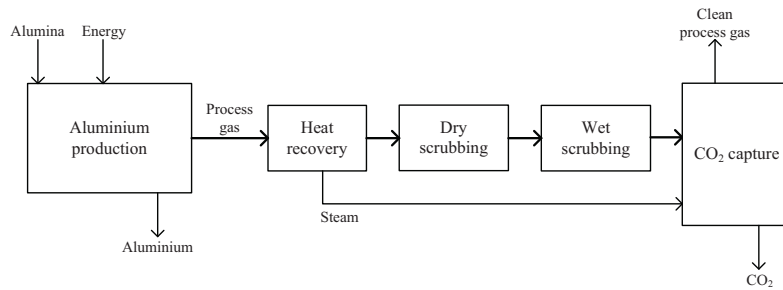 Alumina
Energy
Aluminium
production
Aluminium
Process
gas
Heat
recovery
Steam
Dry
scrubbing
Wet
scrubbing
Clean
process gas
CO₂ capture
CO₂